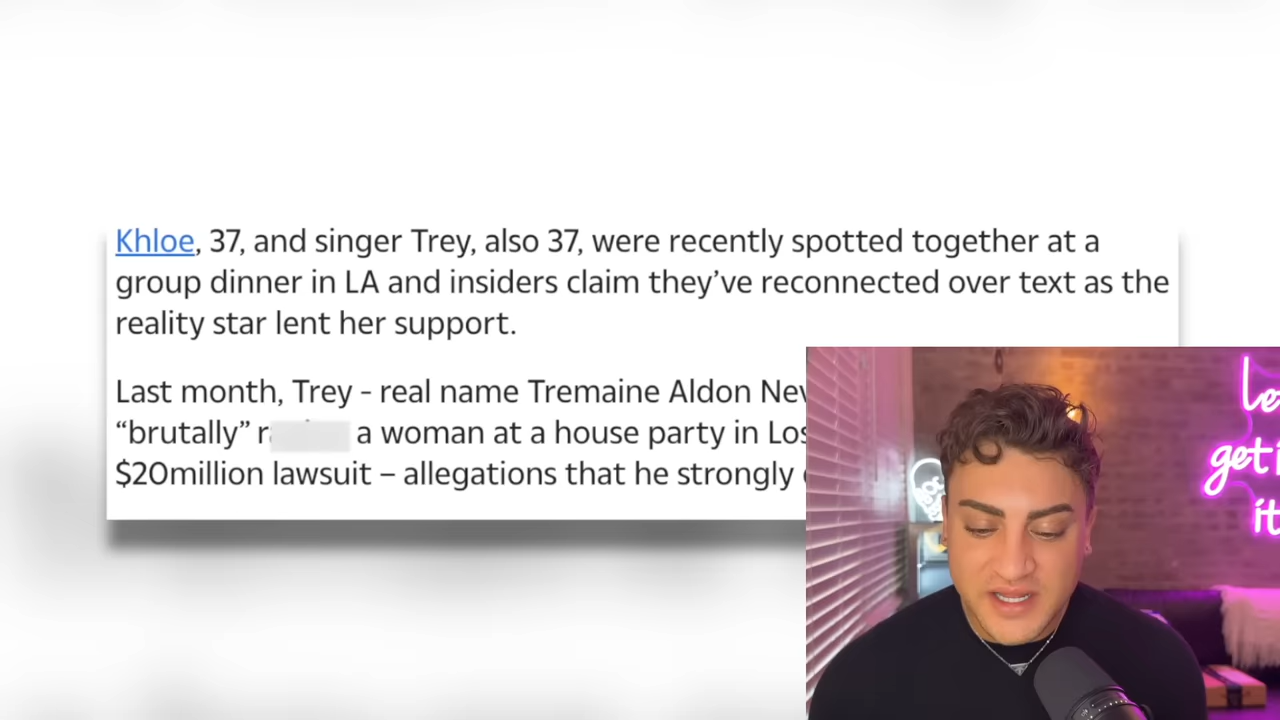 Khloe, 37, and singer Trey, also 37, were recently spotted together at a
group dinner in LA and insiders claim they’ve reconnected over text as the
reality star lent her support.
Last month, Trey - real name Tremaine Aldon
“brutally” a woman at a house party in
$20million lawsuit – allegations that he strongly
get